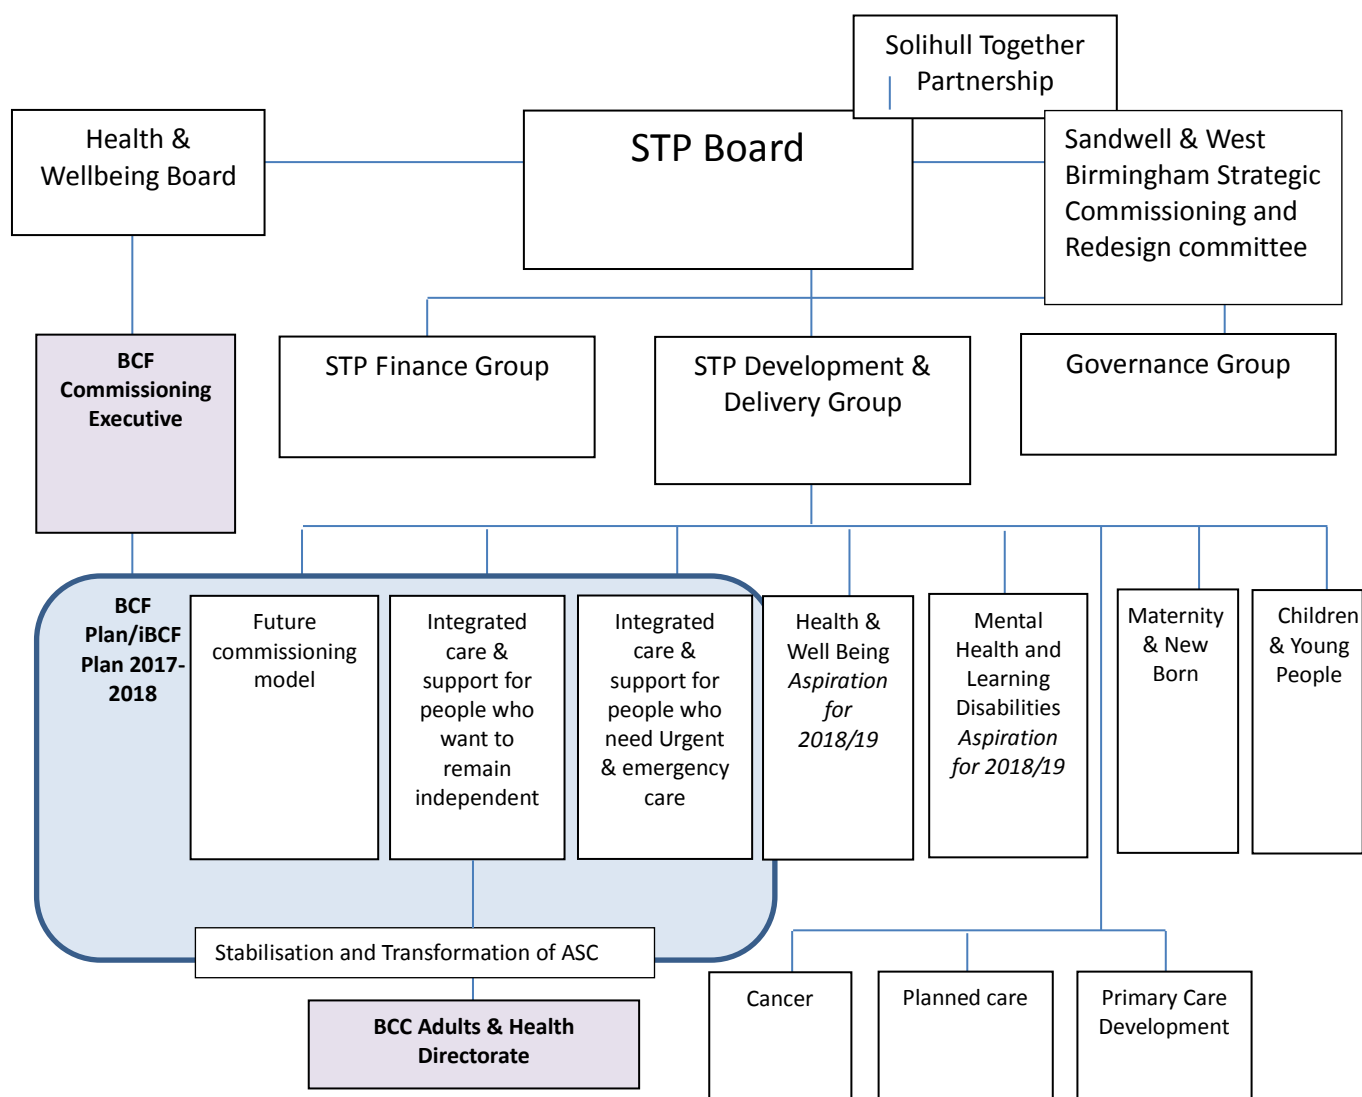 Solihull Together
Partnership
Health &
Wellbeing Board
STP Board
Sandwell & West
Birmingham Strategic
Commissioning and
Redesign committee
BCF
Commissioning
Executive
STP Finance Group
STP Development &
Delivery Group
Governance Group
BCF
Plan/iBCF
Plan 2017-
2018
Future
commissioning
model
Integrated
care &
support for
people who
want to
remain
independent
Integrated
care &
support for
people who
need Urgent
& emergency
care
Health &
Well Being
Aspiration
for
2018/19
Mental
Health and
Learning
Disabilities
Aspiration
for 2018/19
Maternity
& New
Born
Children
& Young
People
Stabilisation and Transformation of ASC
BCC Adults & Health
Directorate
Cancer
Planned care
Primary Care
Development